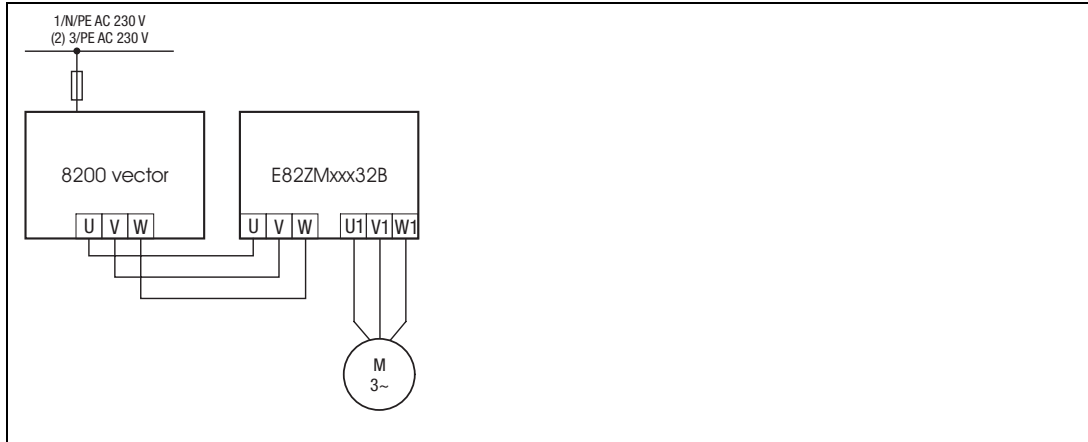 1/N/PE AC 230 V
(2) 3/PE AC 230 V
8200 vector
E82ZMxxx32B
U V W
U V W
U1 V1 W1
M
3~